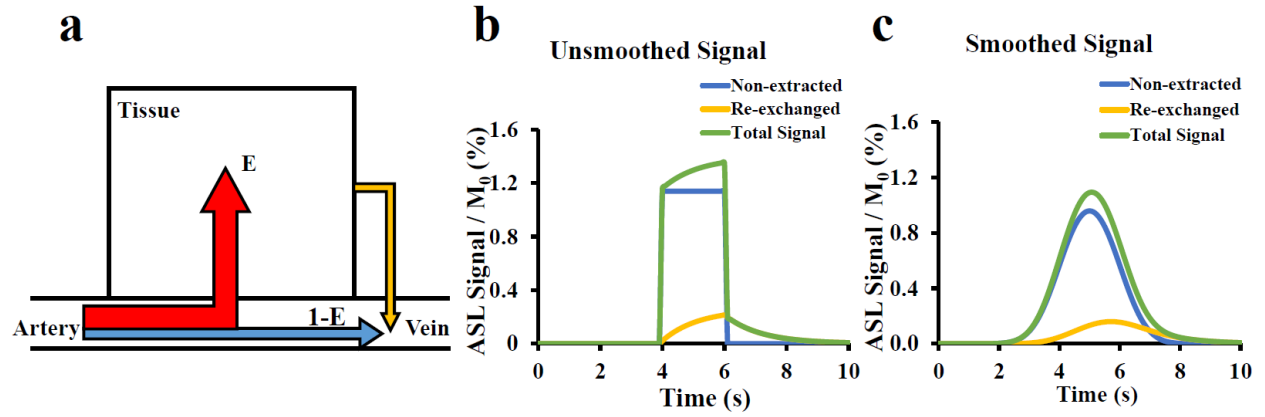 a
Tissue
E
Artery
1-E
Vein
b
Unsmoothed Signal
Non-extracted
Re-exchanged
Total Signal
ASL Signal / M0 (%)
1.6
1.2
0.8
0.4
0
0 2 4 6 8 10
Time (s)
c
Smoothed Signal
Non-extracted
Re-exchanged
Total Signal
ASL Signal / M0 (%)
1.6
1.2
0.8
0.4
0.0
0 2 4 6 8 10
Time (s)